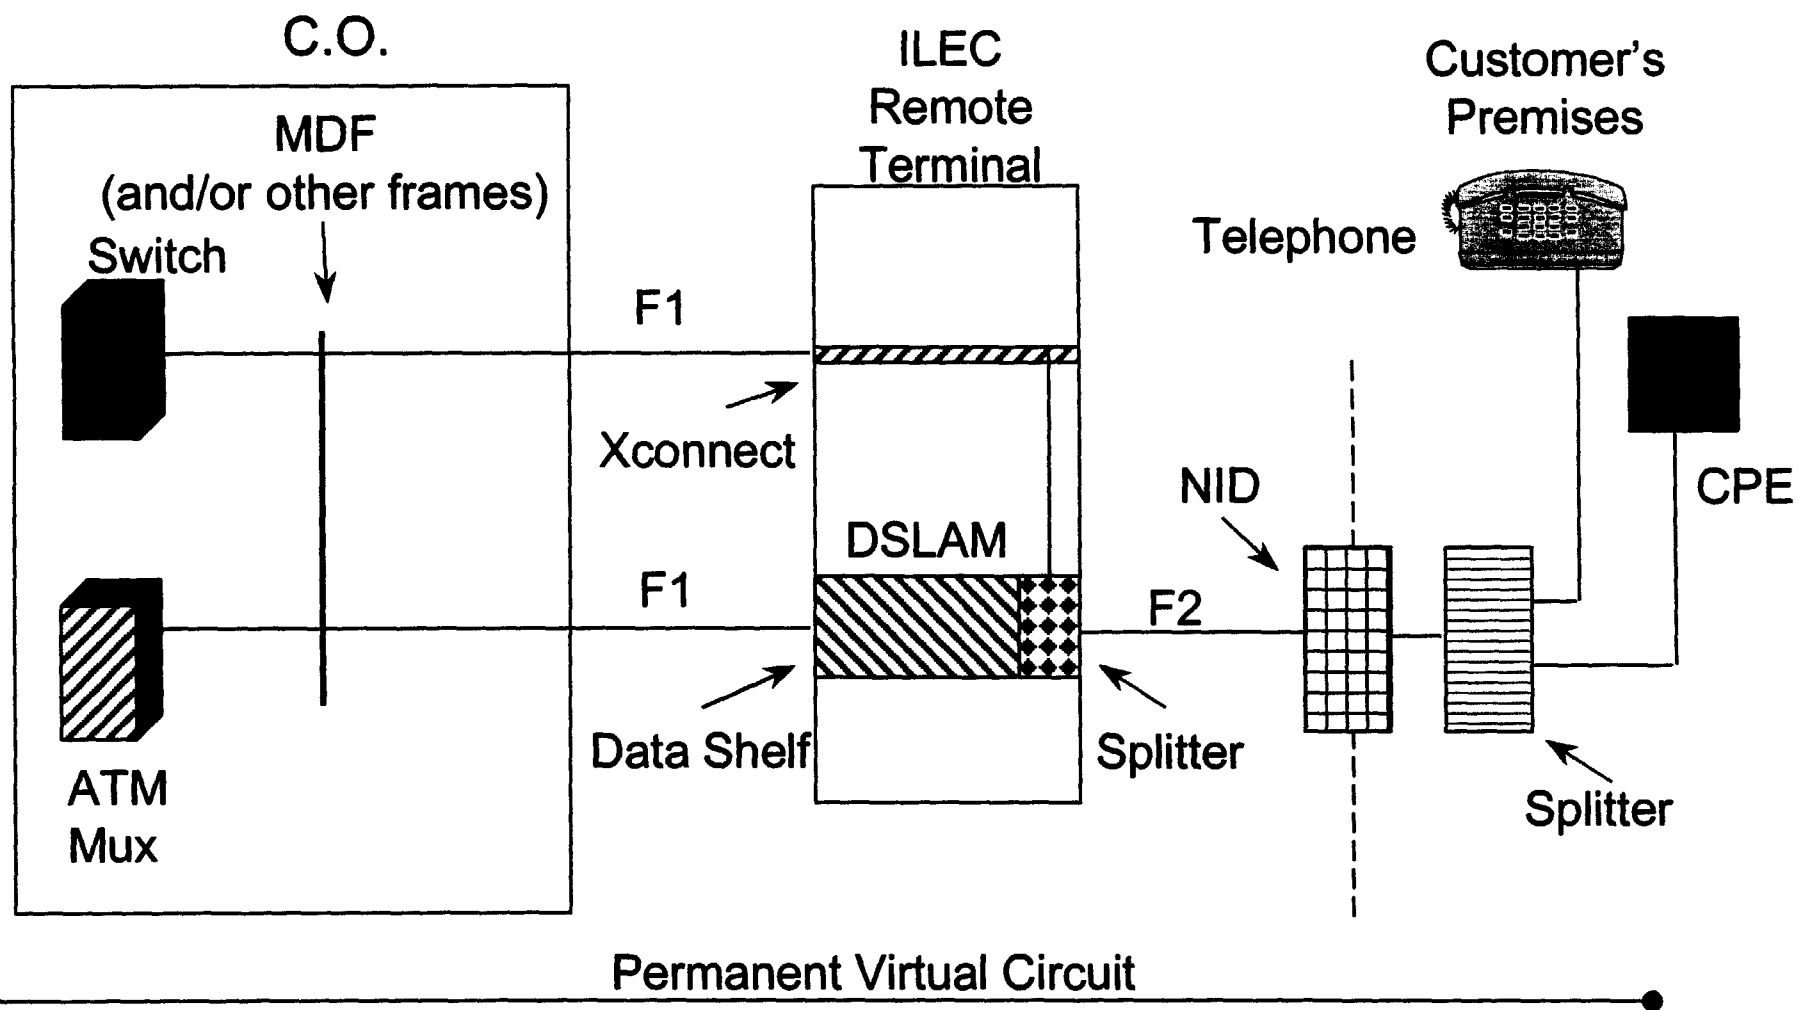 C.O.
ILEC
Remote
Terminal
Customer's
Premises
MDF
(and/or other frames)
Switch
Telephone
F1
Xconnect
NID
CPE
DSLAM
F1
F2
Data Shelf
Splitter
ATM
Mux
Splitter
Permanent Virtual Circuit